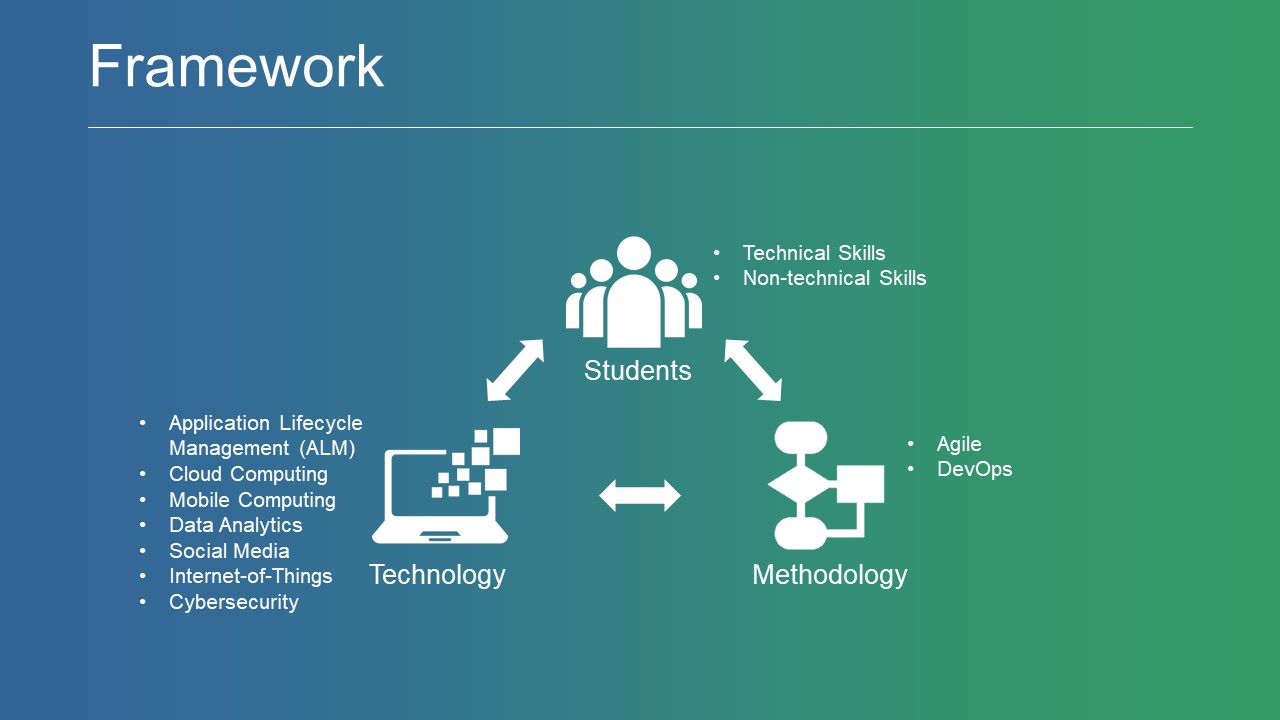 Framework
• Technical Skills
• Non-technical Skills
Students
• Application Lifecycle
Management (ALM)
• Cloud Computing
• Mobile Computing
• Data Analytics
• Social Media
• Internet-of-Things
• Cybersecurity
Technology
• Agile
• DevOps
Methodology